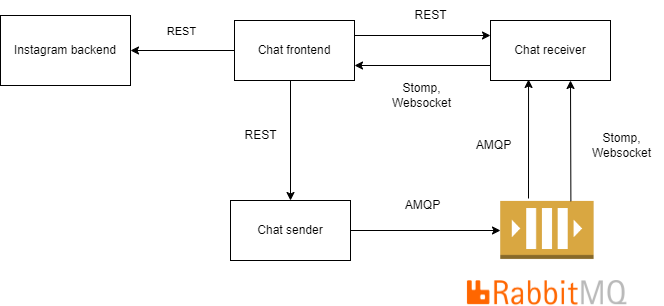 REST
REST
Instagram backend
Chat frontend
Chat receiver
Stomp,
Websocket
REST
AMQP
Stomp,
Websocket
AMQP
Chat sender
RabbitMQ